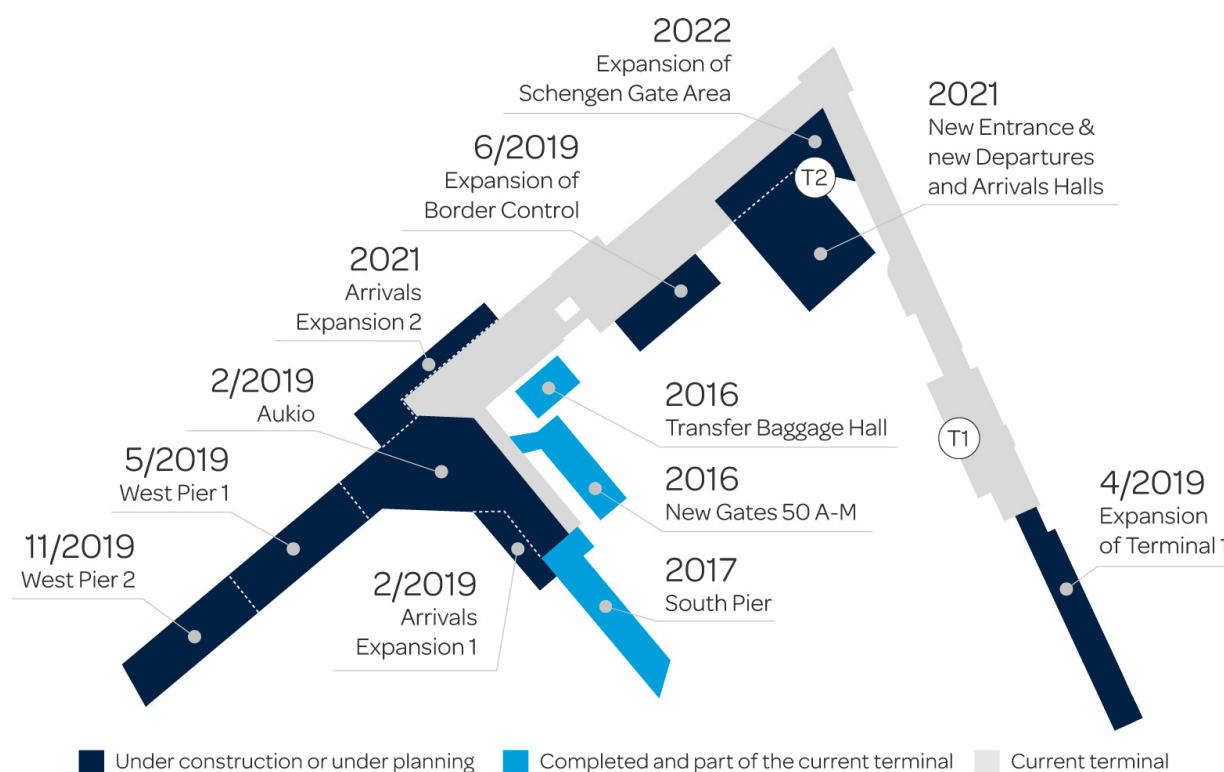 2022
Expansion of
Schengen Gate Area
2021
New Entrance &
new Departures
and Arrivals Halls
6/2019
Expansion of
Border Control
T2
2021
Arrivals
Expansion 2
2/2019
Aukio
2016
Transfer Baggage Hall
T1
5/2019
West Pier 1
2016
New Gates 50 A-M
4/2019
Expansion
of Terminal 1
11/2019
West Pier 2
2/2019
Arrivals
Expansion 1
2017
South Pier
Under construction or under planning
Completed and part of the current terminal
Current terminal